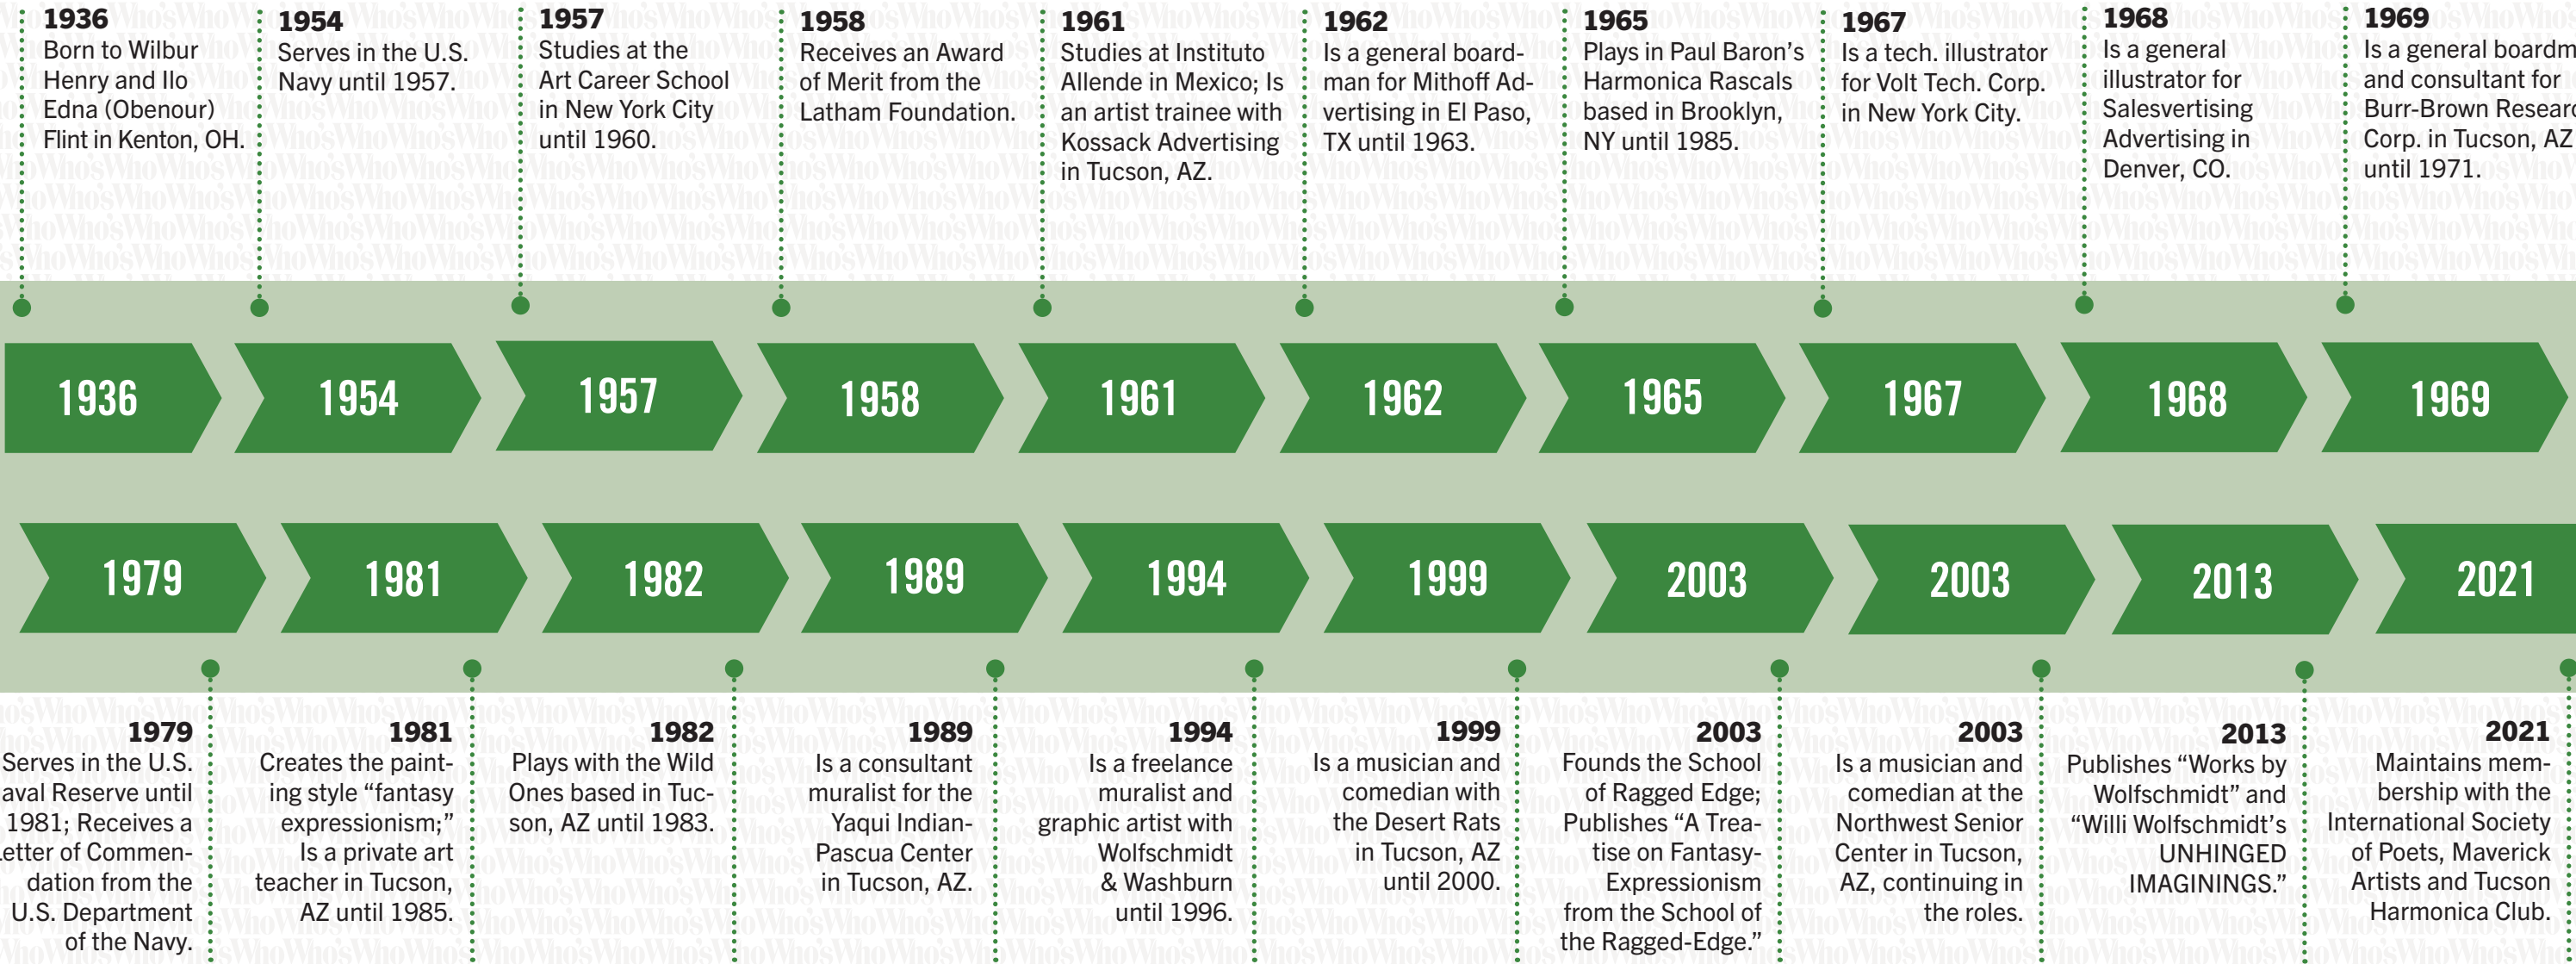 1936
Born to Wilbur
Henry and Ilo
Edna (Obenour)
Flint in Kenton, OH.
1954
Serves in the U.S.
Navy until 1957.
1957
Studies at the
Art Career School
in New York City
until 1960.
1958
Receives an Award
of Merit from the
Latham Foundation.
1961
Studies at Instituto
Allende in Mexico; Is
an artist trainee with
Kossack Advertising
in Tucson, AZ.
1962
Is a general board-
man for Mithoff Ad-
vertising in El Paso,
TX until 1963.
1965
Plays in Paul Baron’s
Harmonica Rascals
based in Brooklyn,
NY until 1985.
1967
Is a tech. illustrator
for Volt Tech. Corp.
in New York City.
1968
Is a general
illustrator for
Salesvertising
Advertising in
Denver, CO.
1969
Is a general boardm
and consultant for
Burr-Brown Researc
Corp. in Tucson, AZ
until 1971.
1936
1954
1957
1958
1961
1962
1965
1967
1968
1969
1979
1981
1982
1989
1994
1999
2003
2003
2013
2021
1979
Serves in the U.S.
aval Reserve until
1981; Receives a
etter of Commen-
dation from the
U.S. Department
of the Navy.
1981
Creates the paint-
ing style “fantasy
expressionism;”
Is a private art
teacher in Tucson,
AZ until 1985.
1982
Plays with the Wild
Ones based in Tuc-
son, AZ until 1983.
1989
Is a consultant
muralist for the
Yaqui Indian-
Pascua Center
in Tucson, AZ.
1994
Is a freelance
muralist and
graphic artist with
Wolfschmidt
& Washburn
until 1996.
1999
Is a musician and
comedian with
the Desert Rats
in Tucson, AZ
until 2000.
2003
Founds the School
of Ragged Edge;
Publishes “A Trea-
tise on Fantasy-
Expressionism
from the School of
the Ragged-Edge.”
2003
Is a musician and
comedian at the
Northwest Senior
Center in Tucson,
AZ, continuing in
the roles.
2013
Publishes “Works by
Wolfschmidt” and
“Willi Wolfschmidt’s
UNHINGED
IMAGININGS.”
2021
Maintains mem-
bership with the
International Society
of Poets, Maverick
Artists and Tucson
Harmonica Club.